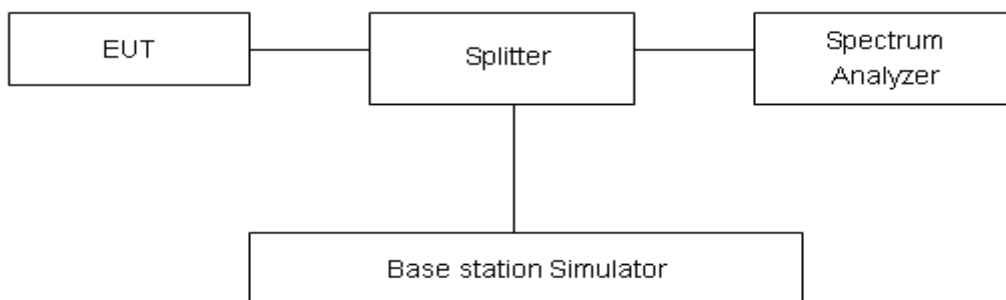 EUT
Splitter
Spectrum
Analyzer
Base station Simulator